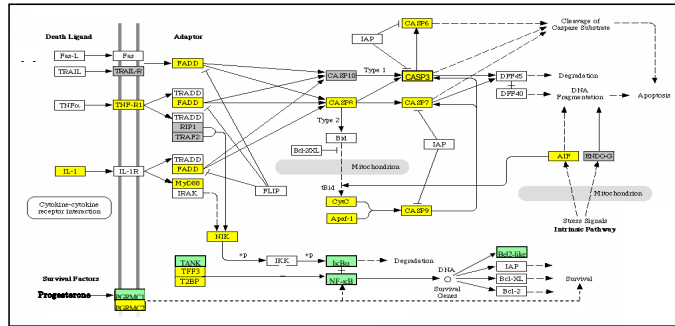 Death Ligand
Adaptor
Fas-L
Fas
TRAIL
TRAIL-R
FADD
TNFα
TNF-R1
TRADD
FADD
TRADD
RIP1
TRAF2
IL-1
IL-1R
TRADD
FADD
MyD88
IRAK
FLIP
Cytokine-cytokine
receptor interaction
NIK
CASP10
Type 1
CASP8
Type 2
CASP3
CASP7
CASP6
IAP
Cleavage of
Caspase Substrate
DFF45
DFF40
Degradation
DNA
Fragmentation
Apoptosis
Bid
Bcl-2/XL
IAP
Mitochondrion
tBid
CytC
Apaf-1
CASP9
AIF
ENDO-G
Mitochondrion
Stress Signals
Intrinsic Pathway
TANK
TFF3
T2BP
+p
IKK
+p
IκBα
NF-κB
Degradation
DNA
Survival
Genes
Bcl2-like
IAP
Bcl-XL
Bcl-2
Survival
Survival Factors
Progesterone
PGRMC1
PGRMC2